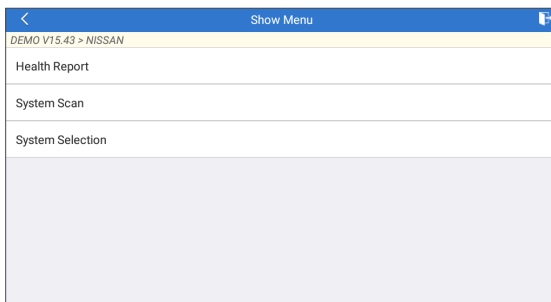 Show Menu
DEMO V15.43 > NISSAN
Health Report
System Scan
System Selection